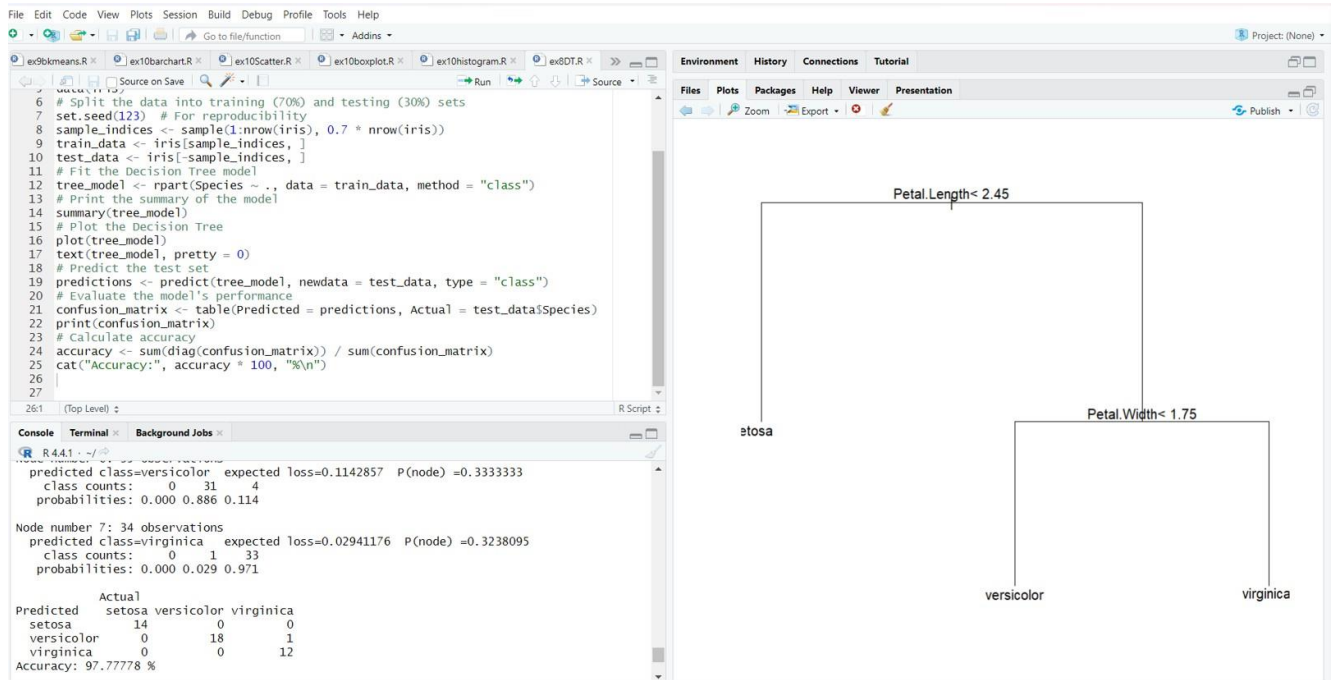 File Edit Code View Plots Session Build Debug Profile Tools Help
Go to file/function Addins Project: (None)
ex9bkmeans.R ex10barchart.R ex10Scatter.R ex10boxplot.R ex10histogram.R ex8DT.R
Source on Save Run Source
5 data(iris)
6 # Split the data into training (70%) and testing (30%) sets
7 set.seed(123) # For reproducibility
8 sample_indices <- sample(1:nrow(iris), 0.7 * nrow(iris))
9 train_data <- iris[sample_indices, ]
10 test_data <- iris[-sample_indices, ]
11 # Fit the Decision Tree model
12 tree_model <- rpart(Species ~ ., data = train_data, method = "class")
13 # Print the summary of the model
14 summary(tree_model)
15 # Plot the Decision Tree
16 plot(tree_model)
17 text(tree_model, pretty = 0)
18 # Predict the test set
19 predictions <- predict(tree_model, newdata = test_data, type = "class")
20 # Evaluate the model's performance
21 confusion_matrix <- table(Predicted = predictions, Actual = test_data$Species)
22 print(confusion_matrix)
23 # Calculate accuracy
24 accuracy <- sum(diag(confusion_matrix)) / sum(confusion_matrix)
25 cat("Accuracy:", accuracy * 100, "%\n")
26
27
26:1 (Top Level) R Script
Console Terminal Background Jobs
R 4.4.1 · ~/
predicted class=versicolor expected loss=0.1142857 P(node) =0.3333333
class counts: 0 31 4
probabilities: 0.000 0.886 0.114
Node number 7: 34 observations
predicted class=virginica expected loss=0.02941176 P(node) =0.3238095
class counts: 0 1 33
probabilities: 0.000 0.029 0.971
Actual
Predicted setosa versicolor virginica
setosa 14 0 0
versicolor 0 18 1
virginica 0 0 12
Accuracy: 97.77778 %
Environment History Connections Tutorial
Files Plots Packages Help Viewer Presentation
Zoom Export Publish
Petal.Length< 2.45
etosa
Petal.Width< 1.75
versicolor
virginica